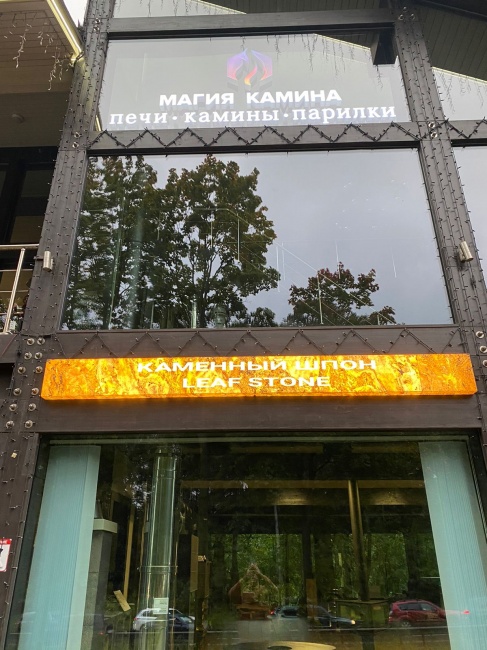 МАГИЯ КАМИНА
печи · камины · парилки
КАМЕННЫЙ ШПОН
LEAF STONE